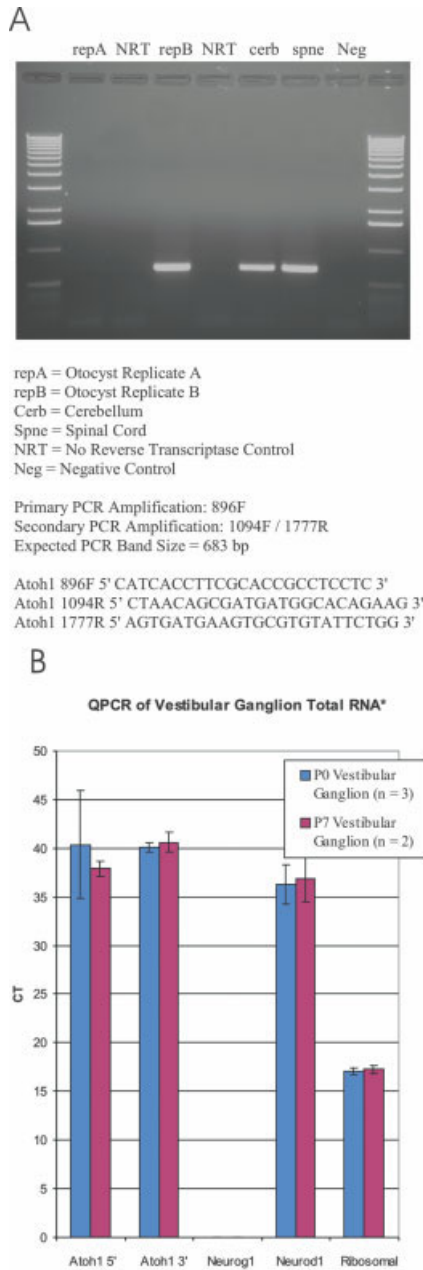 A
repA NRT repB NRT cerb spne Neg
repA = Otocyst Replicate A
repB = Otocyst Replicate B
Cerb = Cerebellum
Spne = Spinal Cord
NRT = No Reverse Transcriptase Control
Neg = Negative Control
Primary PCR Amplification: 896F
Secondary PCR Amplification: 1094F / 1777R
Expected PCR Band Size = 683 bp
Atoh1 896F 5' CATCACCTTCGCACCGCCTCCTC 3'
Atoh1 1094R 5' CTAACAGCGATGATGGCACAGAAG 3'
Atoh1 1777R 5' AGTGATGAAGTGCGTGTATTCTGG 3'
B
QPCR of Vestibular Ganglion Total RNA*
50
45
40
35
30
25
20
15
10
5
0
CT
P0 Vestibular
Ganglion (n = 3)
P7 Vestibular
Ganglion (n = 2)
Atoh1 5' Atoh1 3' Neurog1 Neurod1 Ribosomal